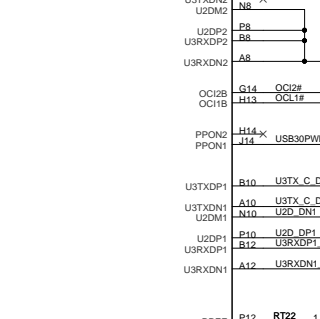 U2DM2 N8
U2DP2 P8
U3RXDP2 B8
U3RXDN2 A8
OCI2B G14 OCI2#
OCI1B H13 OCL1#
PPON2 H14
PPON1 J14 USB30PW
U3TXDP1 B10 U3TX_C_D
U3TXDN1 A10 U3TX_C_D
U2DM1 N10 U2D_DN1
U2DP1 P10 U2D_DP1
U3RXDP1 B12 U3RXDP1
U3RXDN1 A12 U3RXDN1
P12 RT22 1